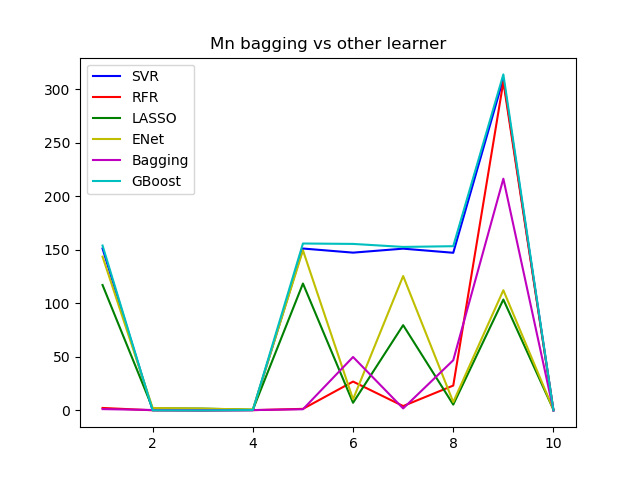 Mn bagging vs other learner
SVR
RFR
LASSO
ENet
Bagging
GBoost
300
250
200
150
100
50
0
2 4 6 8 10